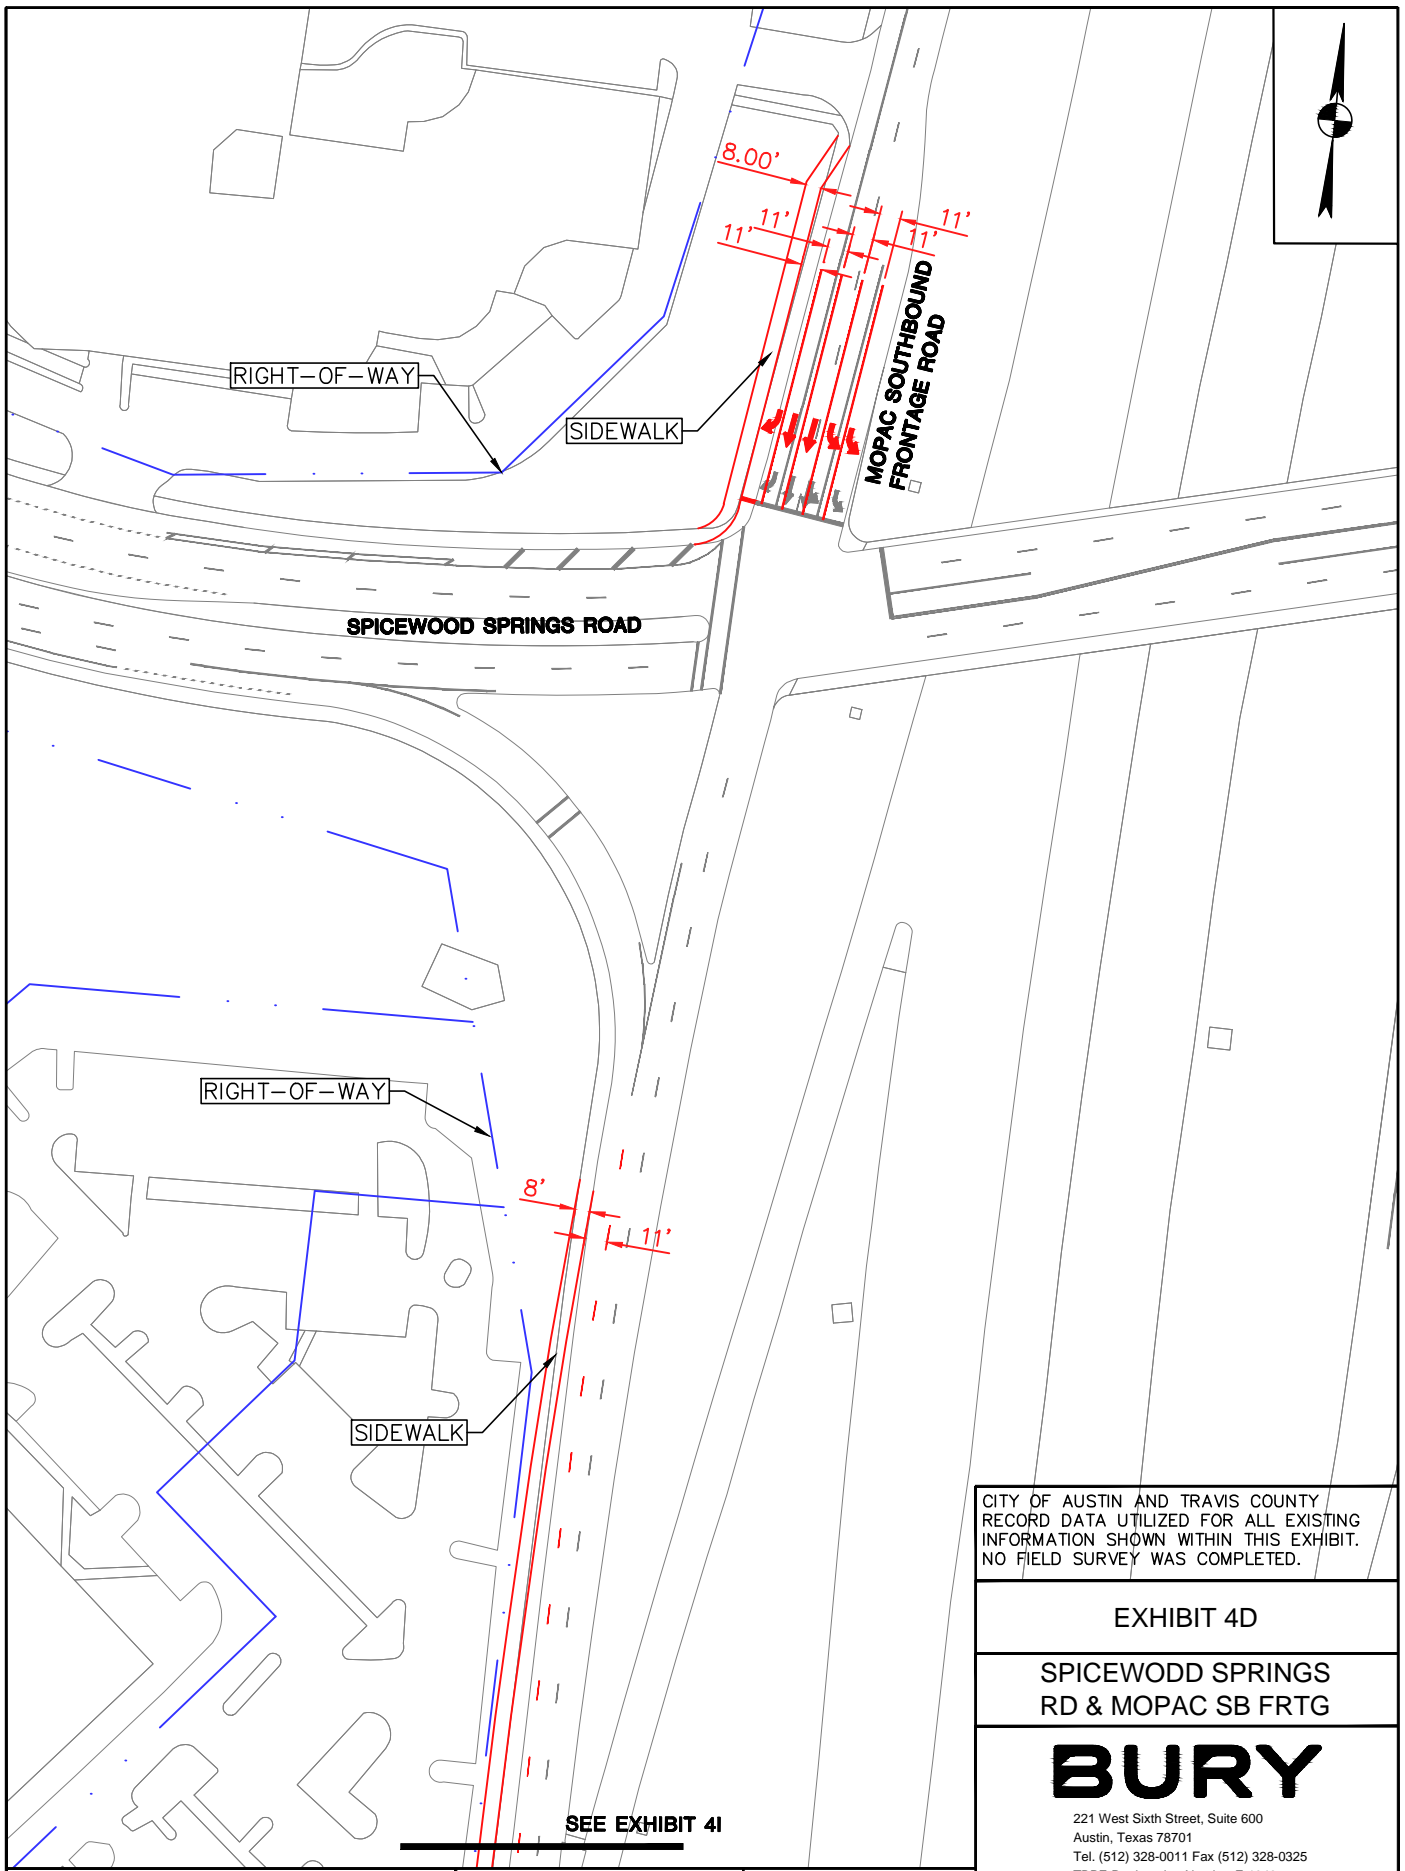 8.00'
11'
11'
11'
11'
MOPAC SOUTHBOUND
FRONTAGE ROAD
RIGHT-OF-WAY
SIDEWALK
SPICEWOOD SPRINGS ROAD
RIGHT-OF-WAY
8'
11'
SIDEWALK
SEE EXHIBIT 4I
CITY OF AUSTIN AND TRAVIS COUNTY
RECORD DATA UTILIZED FOR ALL EXISTING
INFORMATION SHOWN WITHIN THIS EXHIBIT.
NO FIELD SURVEY WAS COMPLETED.
EXHIBIT 4D
SPICEWODD SPRINGS
RD & MOPAC SB FRTG
BURY
221 West Sixth Street, Suite 600
Austin, Texas 78701
Tel. (512) 328-0011 Fax (512) 328-0325